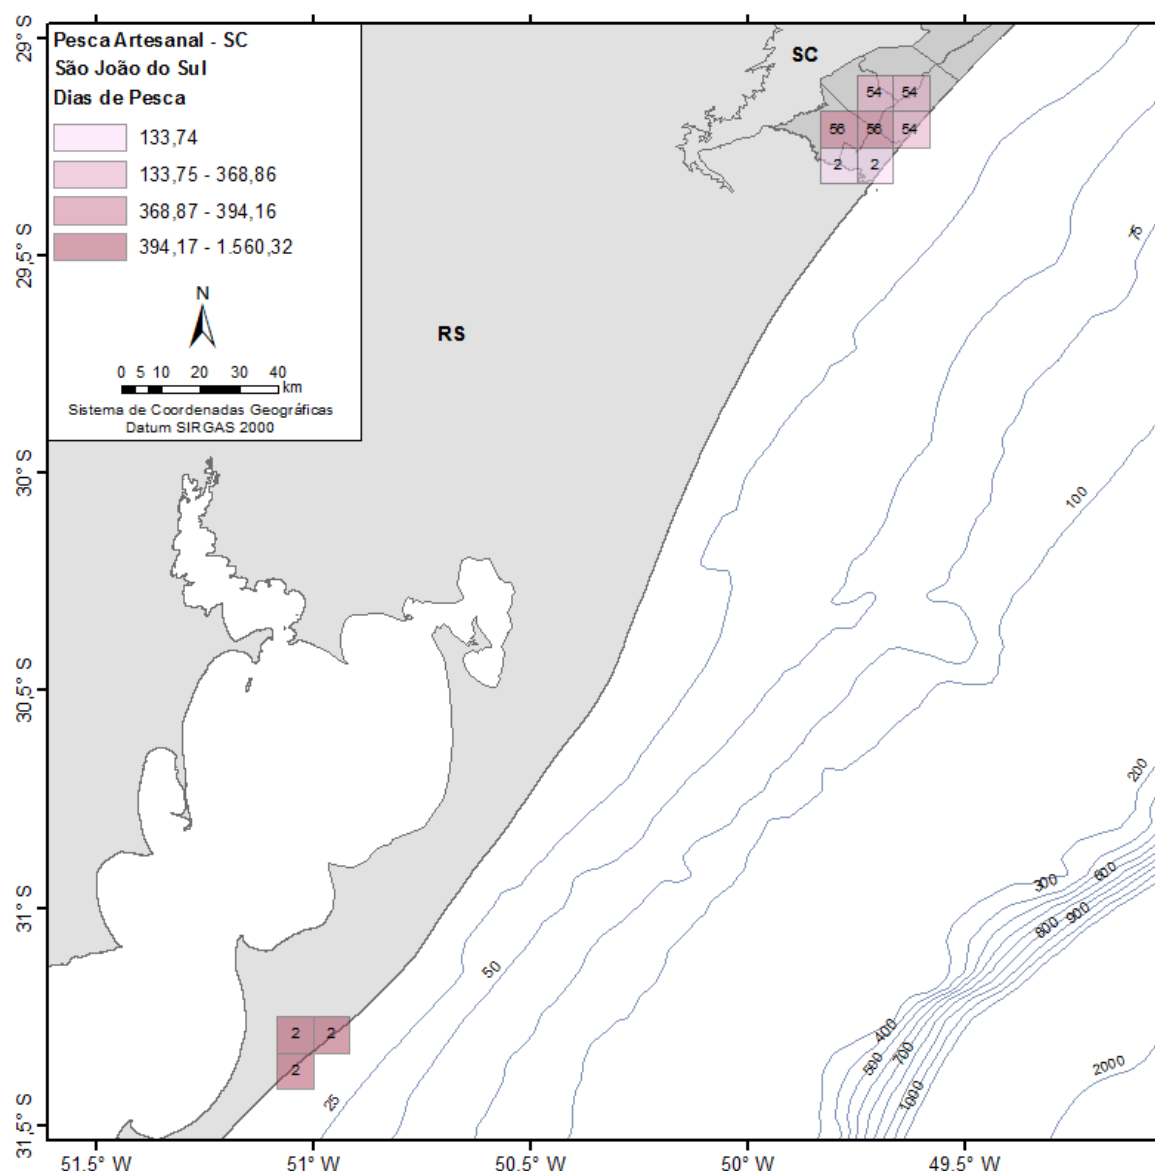 Pesca Artesanal - SC
São João do Sul
Dias de Pesca
133,74
133,75 - 368,86
368,87 - 394,16
394,17 - 1.560,32
N
0 5 10 20 30 40
km
Sistema de Coordenadas Geográficas
Datum SIRGAS 2000
SC
RS
54 54
56 56 54
2 2
2 2
2
75
100
200
300
600
900
800
50
400
500
700
1000
2000
25
29° S
29,5° S
30° S
30,5° S
31° S
31,5° S
51,5° W
51° W
50,5° W
50° W
49,5° W